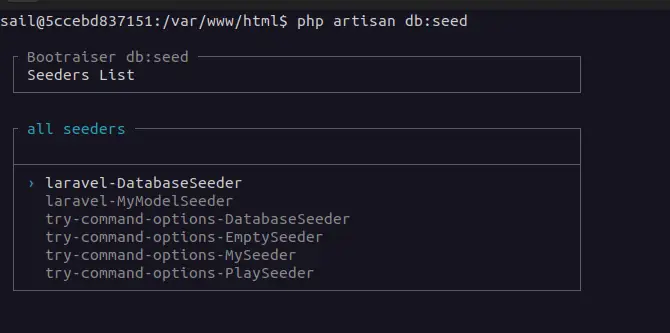 sail@5ccebd837151:/var/www/html$ php artisan db:seed
Bootraiser db:seed
Seeders List
all seeders
› laravel-DatabaseSeeder
laravel-MyModelSeeder
try-command-options-DatabaseSeeder
try-command-options-EmptySeeder
try-command-options-MySeeder
try-command-options-PlaySeeder